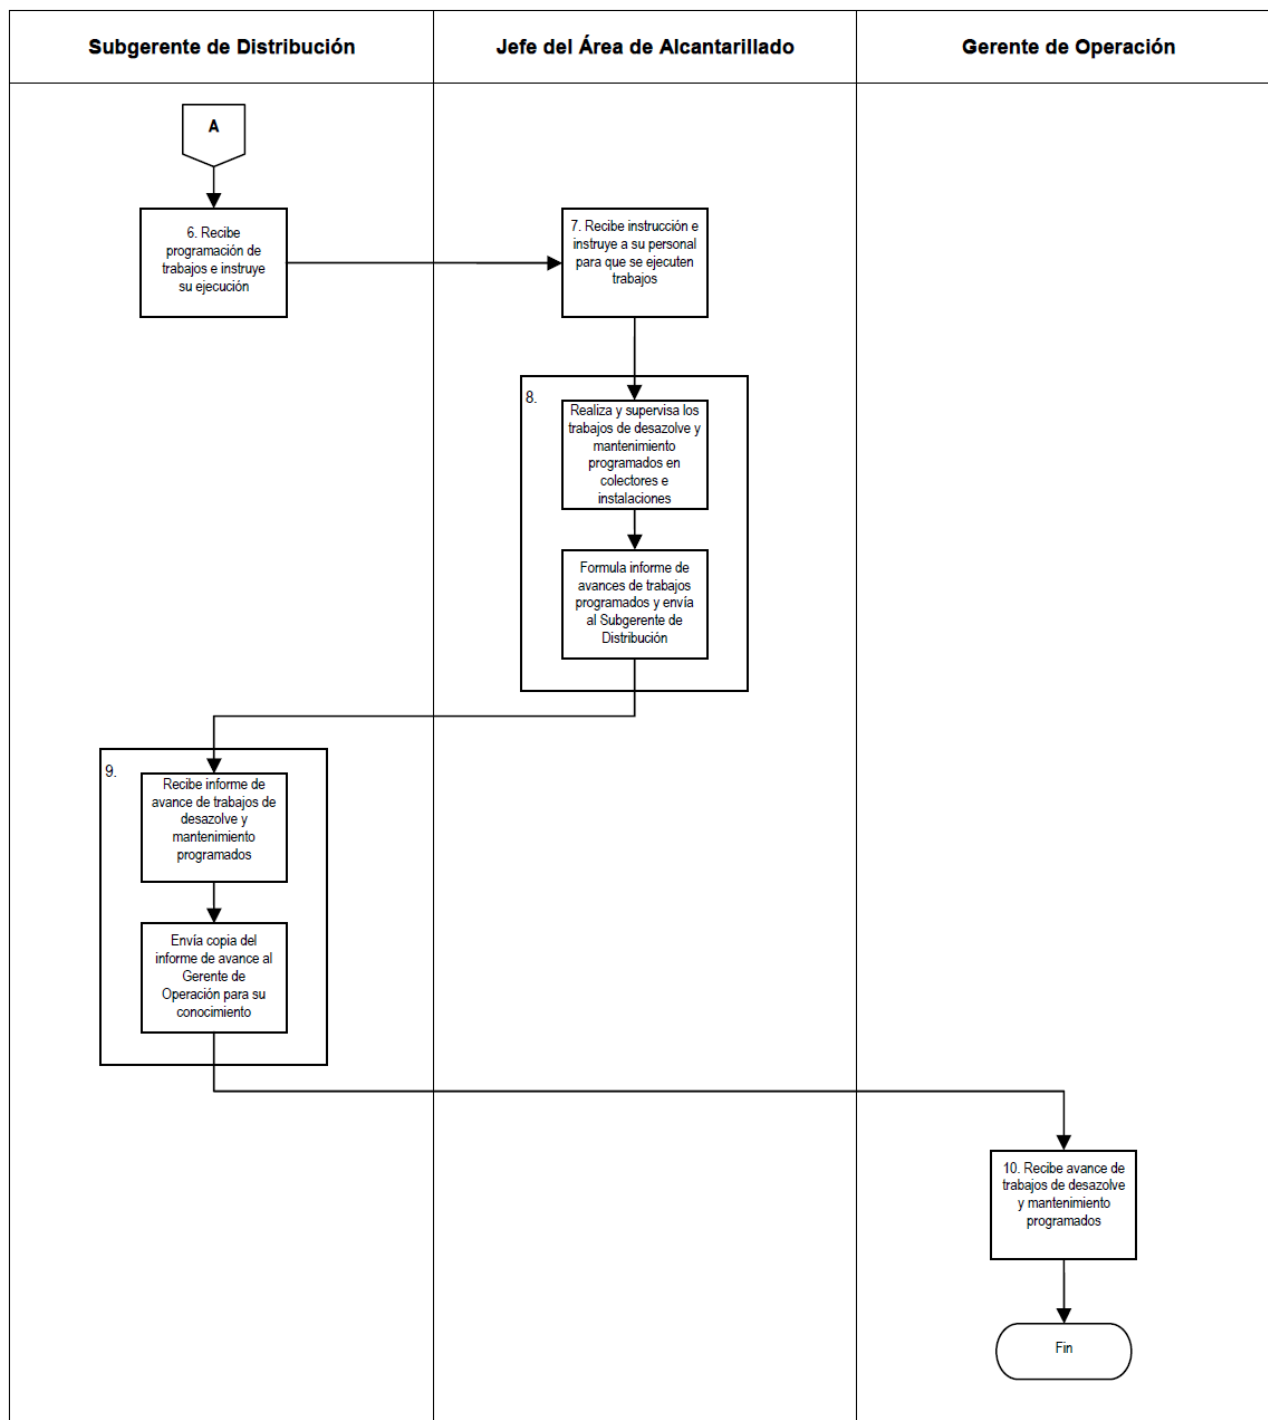 Subgerente de Distribución
Jefe del Área de Alcantarillado
Gerente de Operación
A
6. Recibe
programación de
trabajos e instruye
su ejecución
7. Recibe instrucción e
instruye a su personal
para que se ejecuten
trabajos
8.
Realiza y supervisa los
trabajos de desazolve y
mantenimiento
programados en
colectores e
instalaciones
Formula informe de
avances de trabajos
programados y envía
al Subgerente de
Distribución
9.
Recibe informe de
avance de trabajos de
desazolve y
mantenimiento
programados
Envía copia del
informe de avance al
Gerente de
Operación para su
conocimiento
10. Recibe avance de
trabajos de desazolve
y mantenimiento
programados
Fin